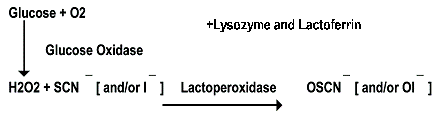 Glucose + O2
+Lysozyme and Lactoferrin
Glucose Oxidase
H2O2 + SCN⁻ [ and/or I⁻ ] Lactoperoxidase OSCN⁻ [ and/or OI⁻ ]